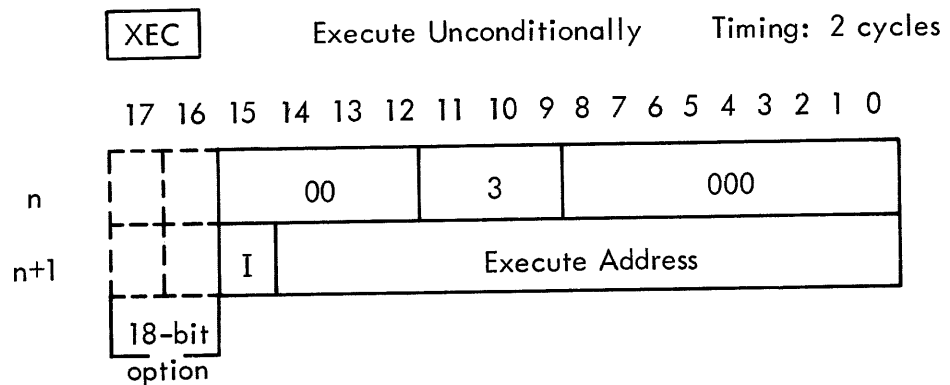 XEC Execute Unconditionally Timing: 2 cycles
17 16 15 14 13 12 11 10 9 8 7 6 5 4 3 2 1 0
n 00 3 000
n+1 I Execute Address
18-bit
option